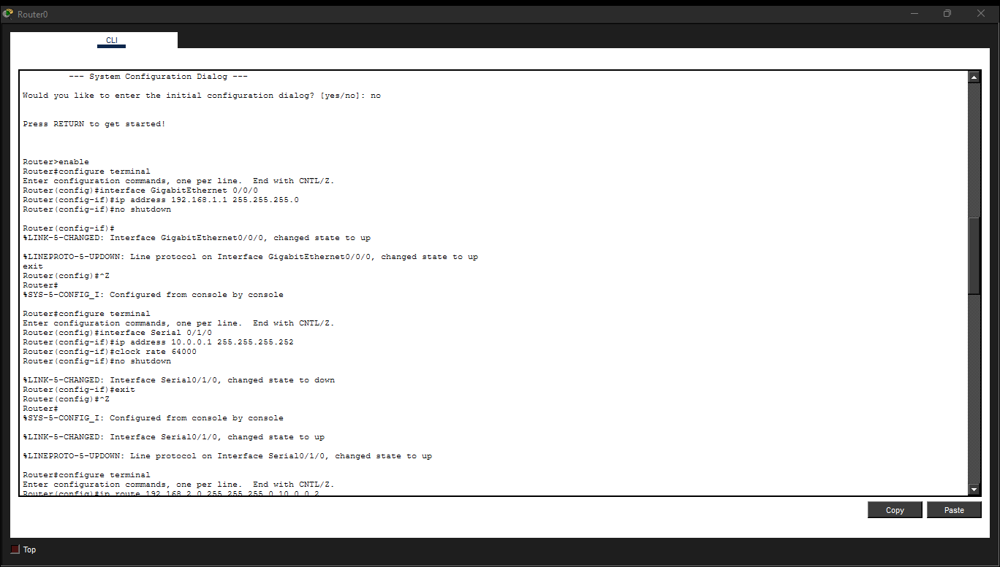 Router0
CLI
--- System Configuration Dialog ---
Would you like to enter the initial configuration dialog? [yes/no]: no
Press RETURN to get started!
Router>enable
Router#configure terminal
Enter configuration commands, one per line.  End with CNTL/Z.
Router(config)#interface GigabitEthernet 0/0/0
Router(config-if)#ip address 192.168.1.1 255.255.255.0
Router(config-if)#no shutdown
Router(config-if)#
%LINK-5-CHANGED: Interface GigabitEthernet0/0/0, changed state to up
%LINEPROTO-5-UPDOWN: Line protocol on Interface GigabitEthernet0/0/0, changed state to up
exit
Router(config)#^Z
Router#
%SYS-5-CONFIG_I: Configured from console by console
Router#configure terminal
Enter configuration commands, one per line.  End with CNTL/Z.
Router(config)#interface Serial 0/1/0
Router(config-if)#ip address 10.0.0.1 255.255.255.252
Router(config-if)#clock rate 64000
Router(config-if)#no shutdown
%LINK-5-CHANGED: Interface Serial0/1/0, changed state to down
Router(config-if)#exit
Router(config)#^Z
Router#
%SYS-5-CONFIG_I: Configured from console by console
%LINK-5-CHANGED: Interface Serial0/1/0, changed state to up
%LINEPROTO-5-UPDOWN: Line protocol on Interface Serial0/1/0, changed state to up
Router#configure terminal
Enter configuration commands, one per line.  End with CNTL/Z.
Router(config)#ip route 192.168.2.0 255.255.255.0 10.0.0.2
Copy
Paste
Top